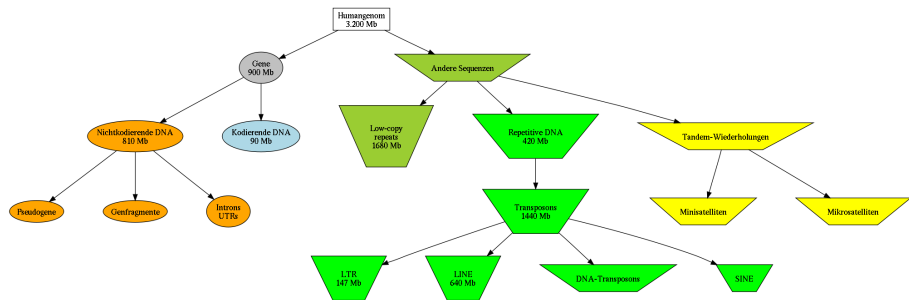 Humangenom
3.200 Mb
Gene
900 Mb
Andere Sequenzen
Nichtkodierende DNA
810 Mb
Kodierende DNA
90 Mb
Low-copy
repeats
1680 Mb
Repetitive DNA
420 Mb
Tandem-Wiederholungen
Pseudogene
Genfragmente
Introns
UTRs
Transposons
1440 Mb
Minisatelliten
Mikrosatelliten
LTR
147 Mb
LINE
640 Mb
DNA-Transposons
SINE